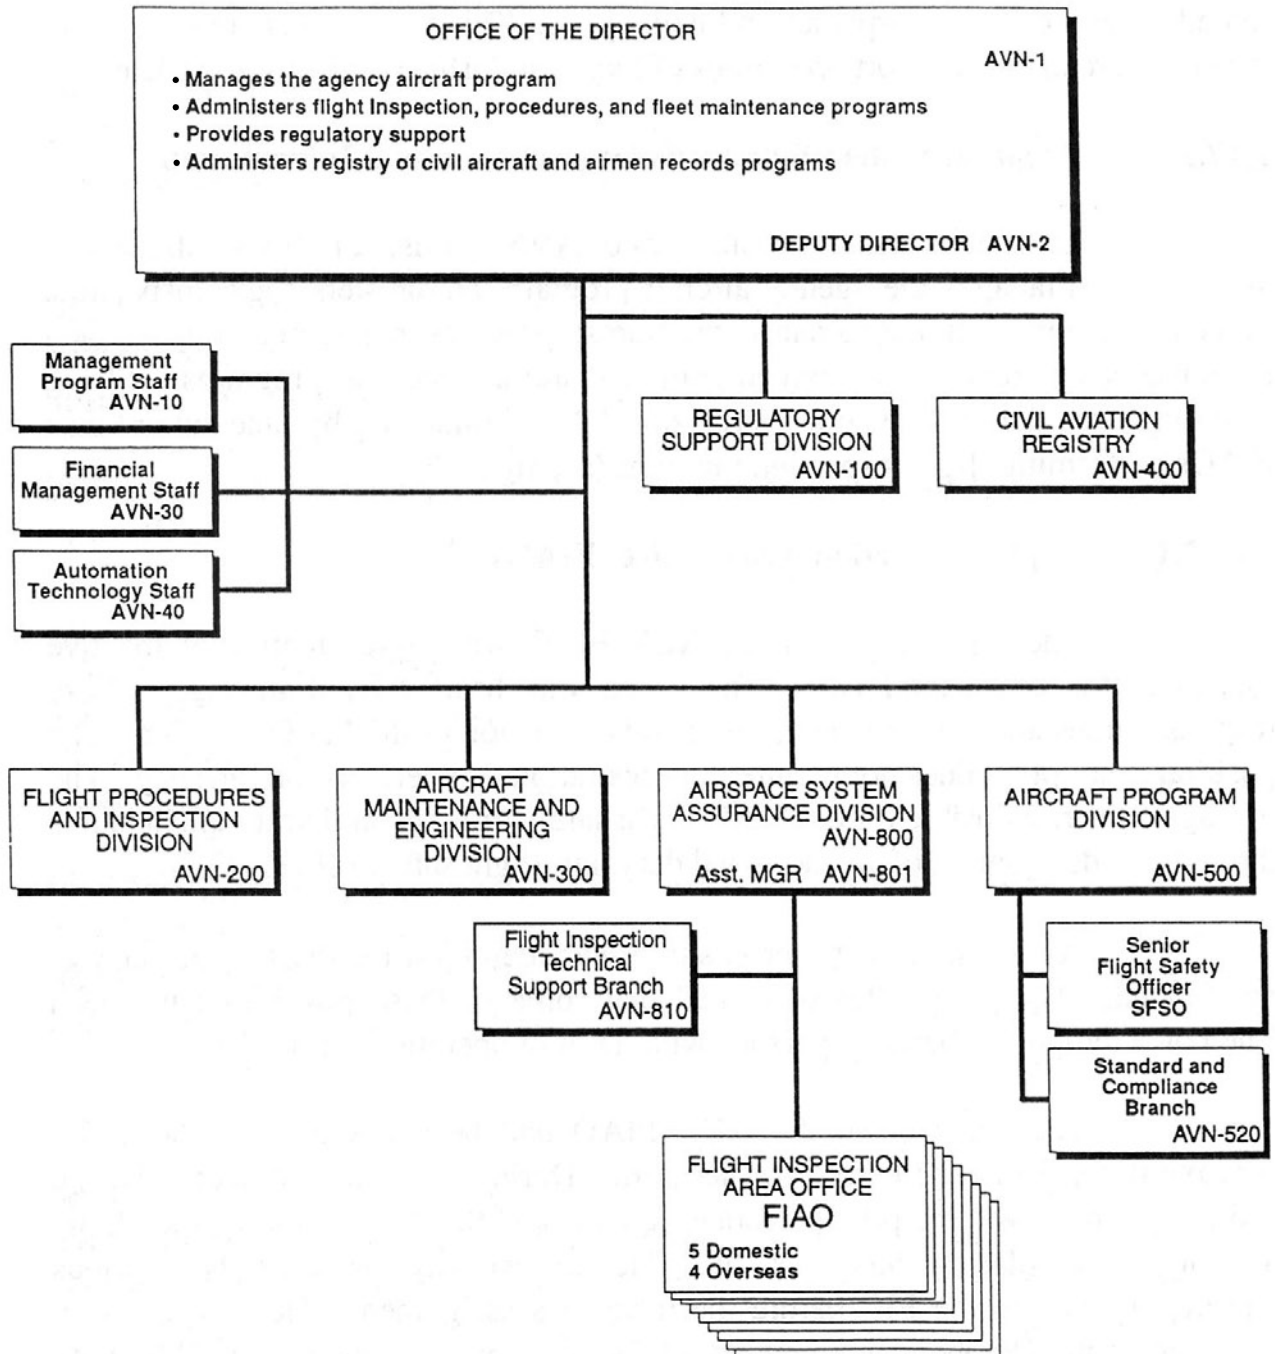 OFFICE OF THE DIRECTOR
AVN-1
• Manages the agency aircraft program
• Administers flight Inspection, procedures, and fleet maintenance programs
• Provides regulatory support
• Administers registry of civil aircraft and airmen records programs
DEPUTY DIRECTOR AVN-2
Management
Program Staff
AVN-10
Financial
Management Staff
AVN-30
Automation
Technology Staff
AVN-40
REGULATORY
SUPPORT DIVISION
AVN-100
CIVIL AVIATION
REGISTRY
AVN-400
FLIGHT PROCEDURES
AND INSPECTION
DIVISION
AVN-200
AIRCRAFT
MAINTENANCE AND
ENGINEERING
DIVISION
AVN-300
AIRSPACE SYSTEM
ASSURANCE DIVISION
AVN-800
Asst. MGR AVN-801
AIRCRAFT PROGRAM
DIVISION
AVN-500
Flight Inspection
Technical
Support Branch
AVN-810
Senior
Flight Safety
Officer
SFSO
Standard and
Compliance
Branch
AVN-520
FLIGHT INSPECTION
AREA OFFICE
FIAO
5 Domestic
4 Overseas